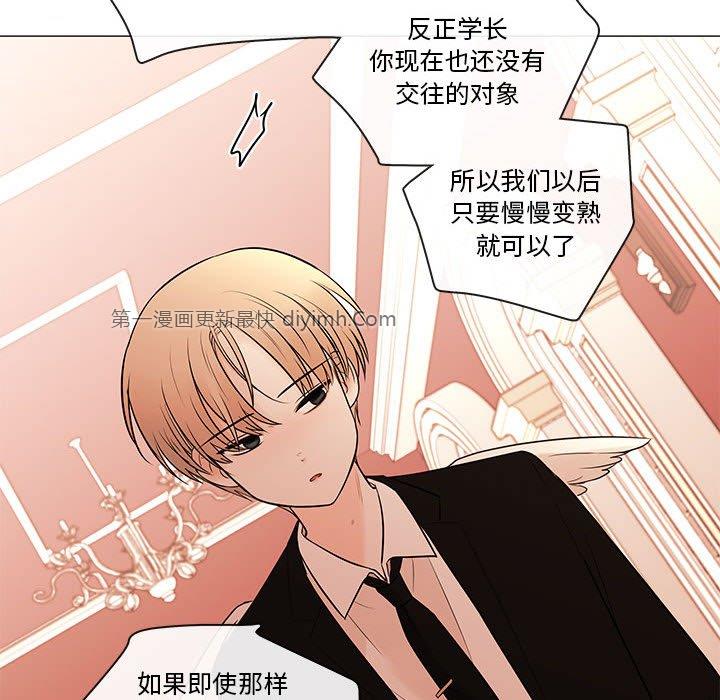 反正学长
你现在也还没有
交往的对象
所以我们以后
只要慢慢变熟
就可以了
第一漫画更新最快 diyimh.Com
如果即使那样